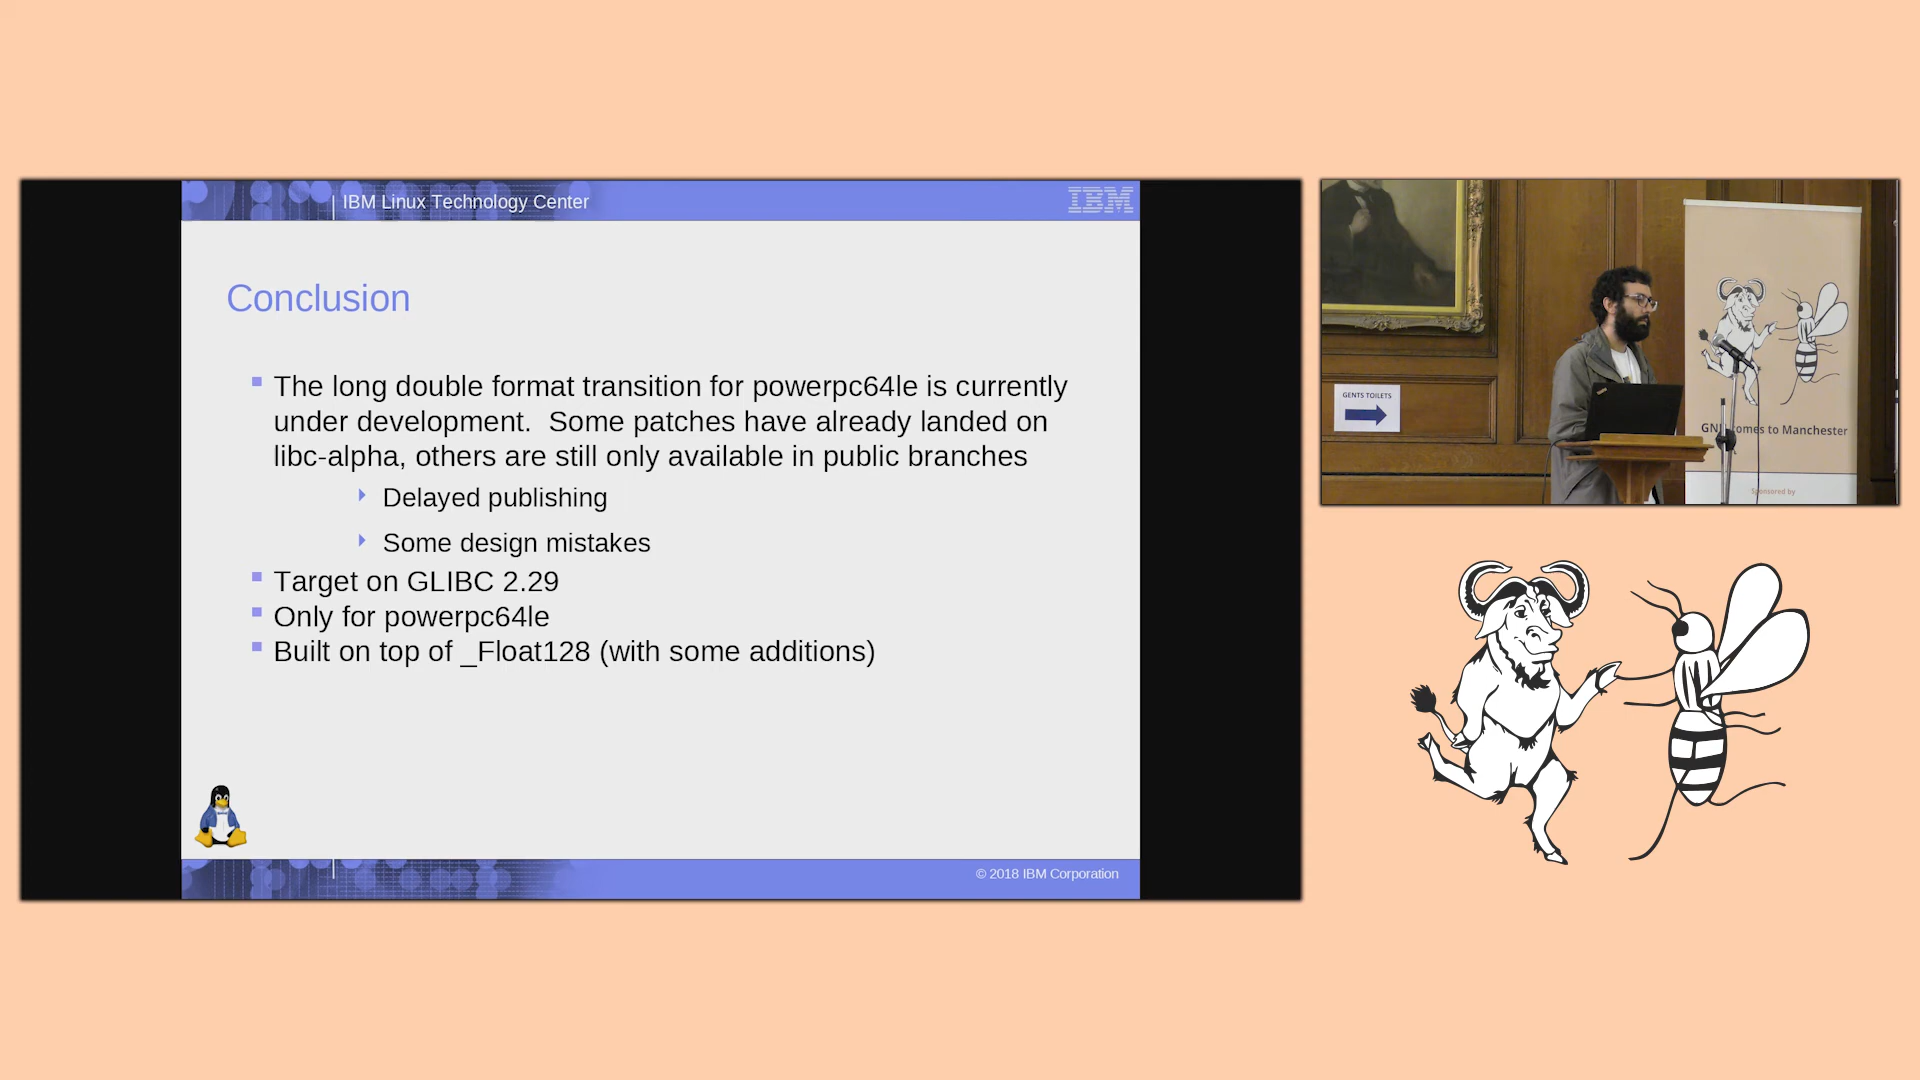 IBM Linux Technology Center
IBM
Conclusion
The long double format transition for powerpc64le is currently
under development.  Some patches have already landed on
libc-alpha, others are still only available in public branches
Delayed publishing
Some design mistakes
Target on GLIBC 2.29
Only for powerpc64le
Built on top of _Float128 (with some additions)
© 2018 IBM Corporation
GENTS TOILETS
comes to Manchester
Sponsored by